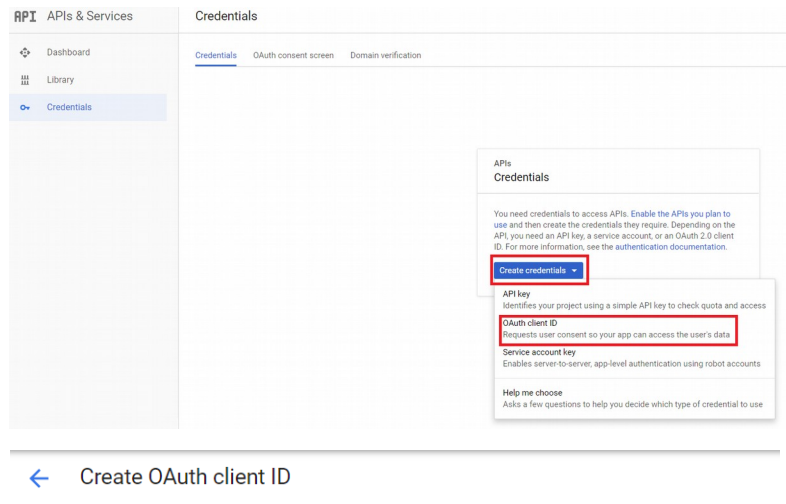 API APIs & Services
Credentials
Dashboard
Library
Credentials
Credentials OAuth consent screen Domain verification
APIs
Credentials
You need credentials to access APIs. Enable the APIs you plan to
use and then create the credentials they require. Depending on the
API, you need an API key, a service account, or an OAuth 2.0 client
ID. For more information, see the authentication documentation.
Create credentials
API key
Identifies your project using a simple API key to check quota and access
OAuth client ID
Requests user consent so your app can access the user's data
Service account key
Enables server-to-server, app-level authentication using robot accounts
Help me choose
Asks a few questions to help you decide which type of credential to use
Create OAuth client ID